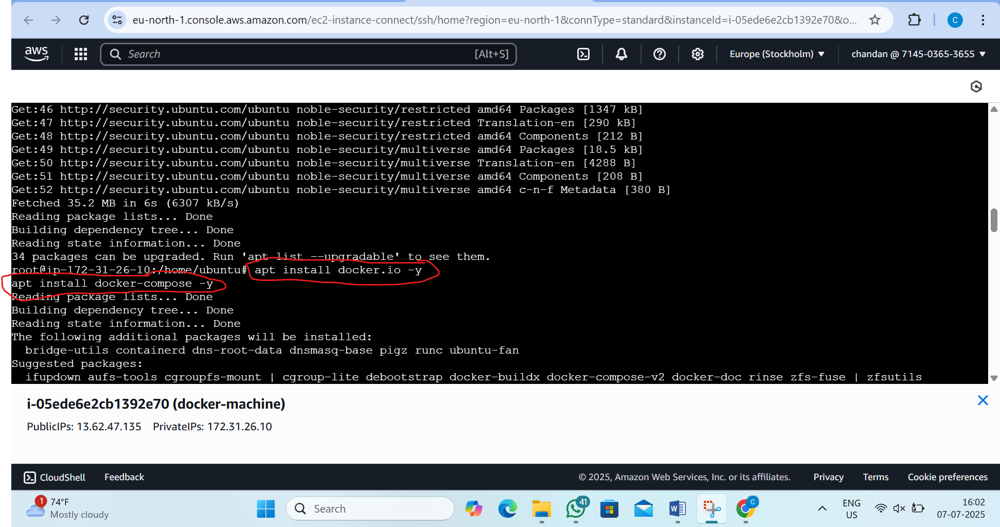 eu-north-1.console.aws.amazon.com/ec2-instance-connect/ssh/home?region=eu-north-1&connType=standard&instanceId=i-05ede6e2cb1392e70&o...
C
aws
Search
[Alt+S]
Europe (Stockholm)
chandan @ 7145-0365-3655
Get:46 http://security.ubuntu.com/ubuntu noble-security/restricted amd64 Packages [1347 kB]
Get:47 http://security.ubuntu.com/ubuntu noble-security/restricted Translation-en [290 kB]
Get:48 http://security.ubuntu.com/ubuntu noble-security/restricted amd64 Components [212 B]
Get:49 http://security.ubuntu.com/ubuntu noble-security/multiverse amd64 Packages [18.5 kB]
Get:50 http://security.ubuntu.com/ubuntu noble-security/multiverse Translation-en [4288 B]
Get:51 http://security.ubuntu.com/ubuntu noble-security/multiverse amd64 Components [208 B]
Get:52 http://security.ubuntu.com/ubuntu noble-security/multiverse amd64 c-n-f Metadata [380 B]
Fetched 35.2 MB in 6s (6307 kB/s)
Reading package lists... Done
Building dependency tree... Done
Reading state information... Done
34 packages can be upgraded. Run 'apt list --upgradable' to see them.
root@ip-172-31-26-10:/home/ubuntu# apt install docker.io -y
apt install docker-compose -y
Reading package lists... Done
Building dependency tree... Done
Reading state information... Done
The following additional packages will be installed:
  bridge-utils containerd dns-root-data dnsmasq-base pigz runc ubuntu-fan
Suggested packages:
  ifupdown aufs-tools cgroupfs-mount | cgroup-lite debootstrap docker-buildx docker-compose-v2 docker-doc rinse zfs-fuse | zfsutils
i-05ede6e2cb1392e70 (docker-machine)
PublicIPs: 13.62.47.135 PrivateIPs: 172.31.26.10
CloudShell
Feedback
© 2025, Amazon Web Services, Inc. or its affiliates.
Privacy
Terms
Cookie preferences
1
74°F
Mostly cloudy
Search
41
W
C
ENG
US
16:02
07-07-2025